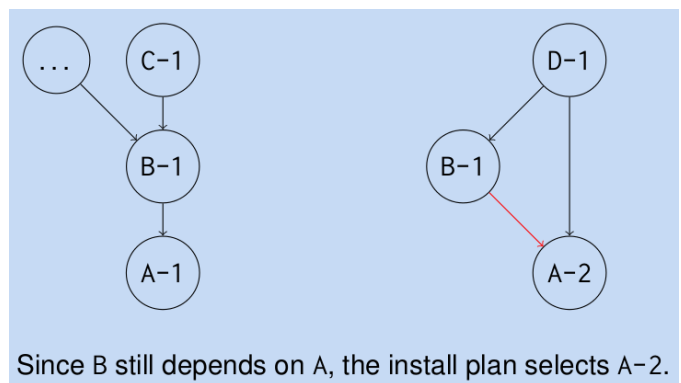 ... C-1 D-1
B-1 B-1
A-1 A-2
Since B still depends on A, the install plan selects A-2.